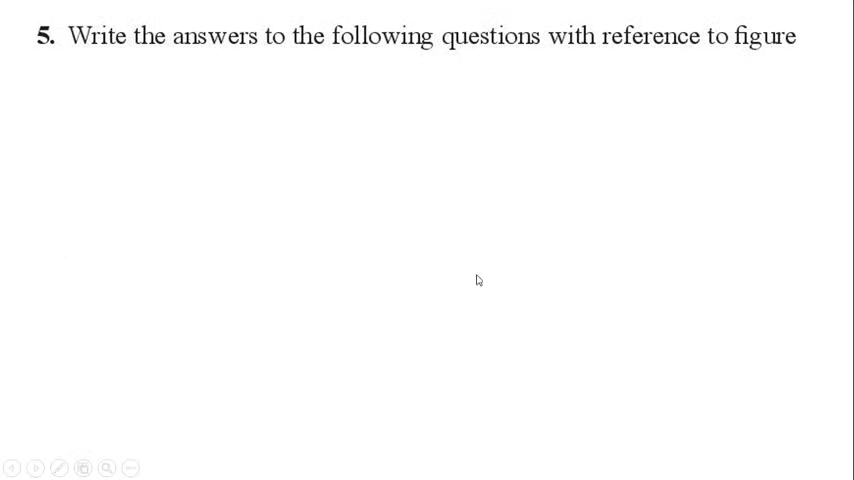 5. Write the answers to the following questions with reference to figure